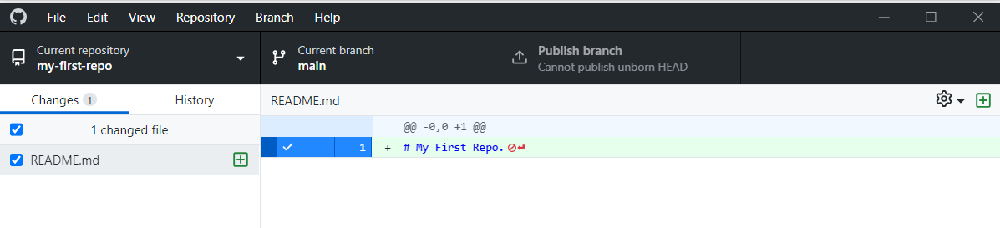 File Edit View Repository Branch Help
Current repository
my-first-repo
Current branch
main
Publish branch
Cannot publish unborn HEAD
Changes 1 History
1 changed file
README.md
README.md
@@ -0,0 +1 @@
1 + # My First Repo.